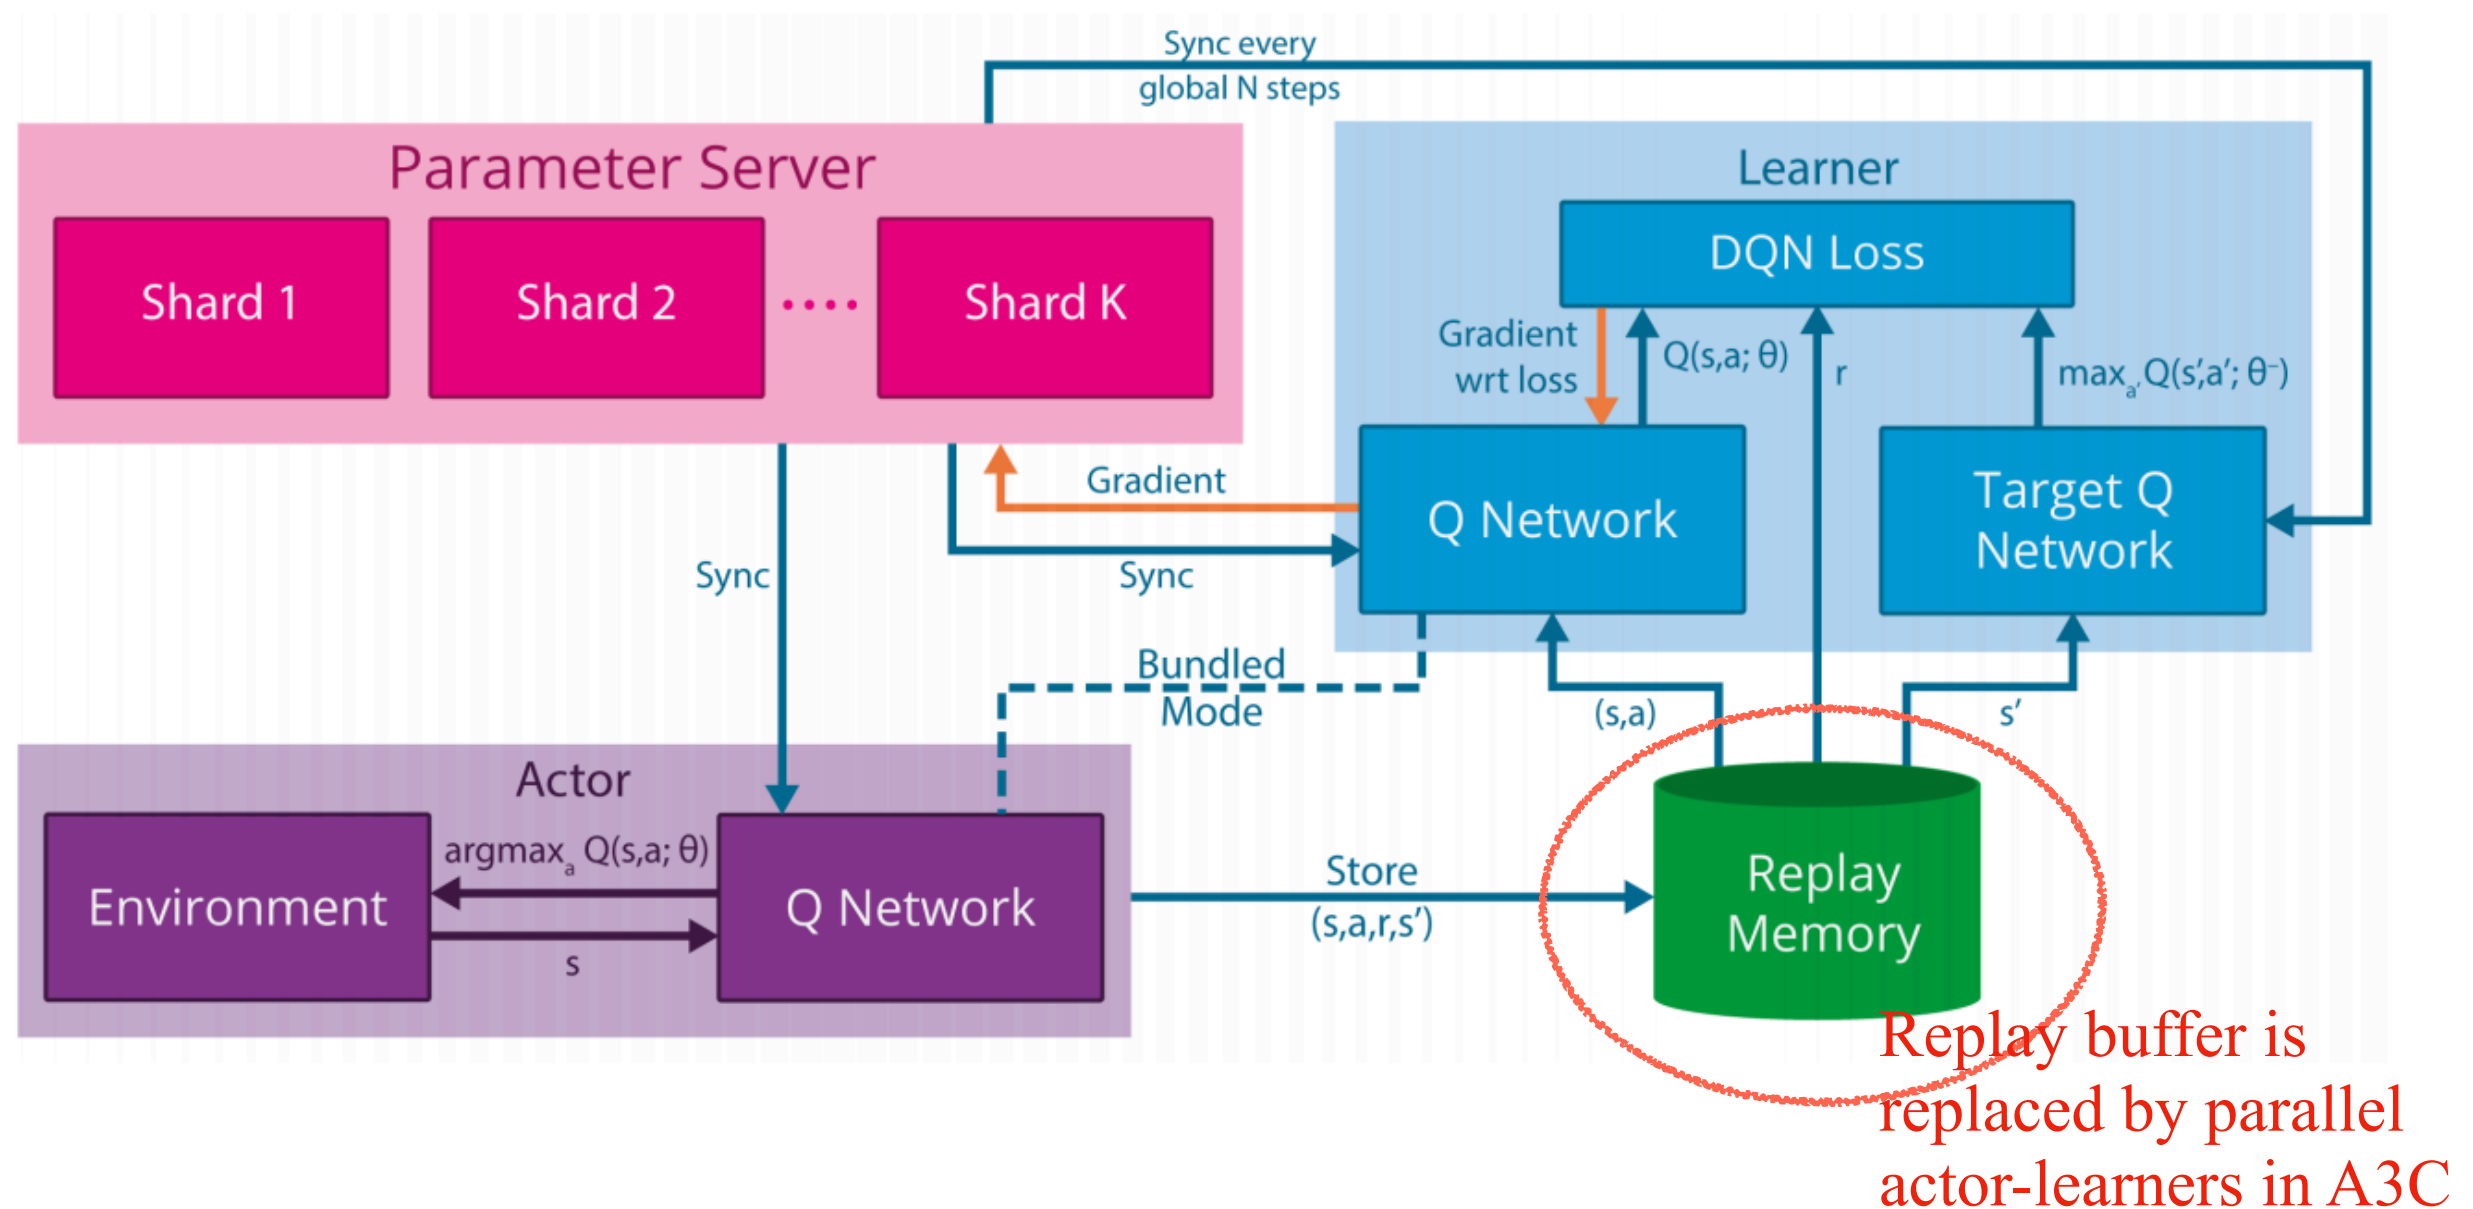 Sync every
global N steps
Parameter Server
Shard 1
Shard 2
....
Shard K
Learner
DQN Loss
Gradient
wrt loss
Q(s,a; θ)
r
maxₐ′ Q(s′,a′; θ⁻)
Q Network
Target Q
Network
Gradient
Sync
Sync
Bundled
Mode
(s,a)
s′
Actor
Environment
argmaxₐ Q(s,a; θ)
s
Q Network
Store
(s,a,r,s′)
Replay
Memory
Replay buffer is
replaced by parallel
actor-learners in A3C